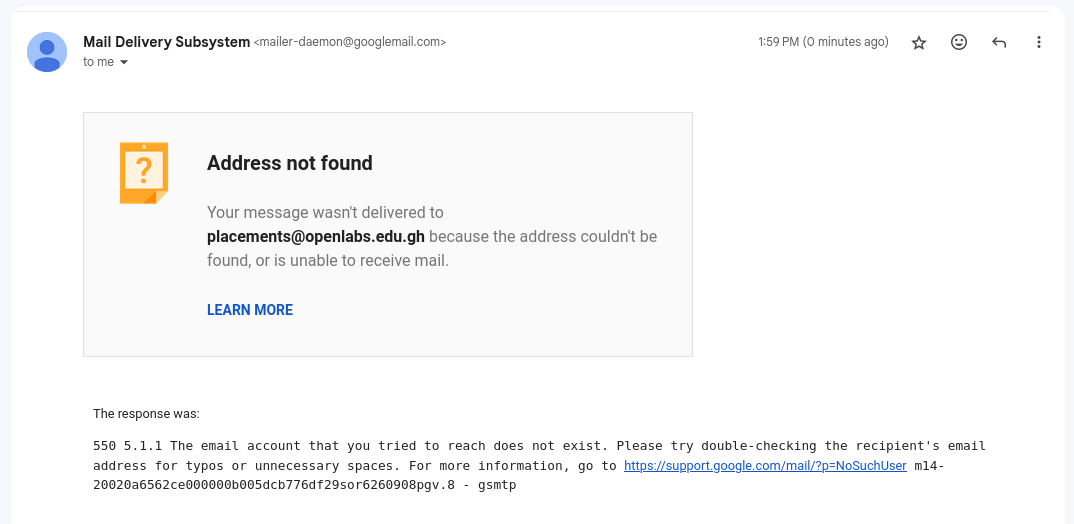 Mail Delivery Subsystem <mailer-daemon@googlemail.com>
1:59 PM (0 minutes ago)
to me
?
Address not found
Your message wasn't delivered to
placements@openlabs.edu.gh because the address couldn't be
found, or is unable to receive mail.
LEARN MORE
The response was:
550 5.1.1 The email account that you tried to reach does not exist. Please try double-checking the recipient's email
address for typos or unnecessary spaces. For more information, go to https://support.google.com/mail/?p=NoSuchUser m14-
20020a6562ce000000b005dcb776df29sor6260908pgv.8 - gsmtp